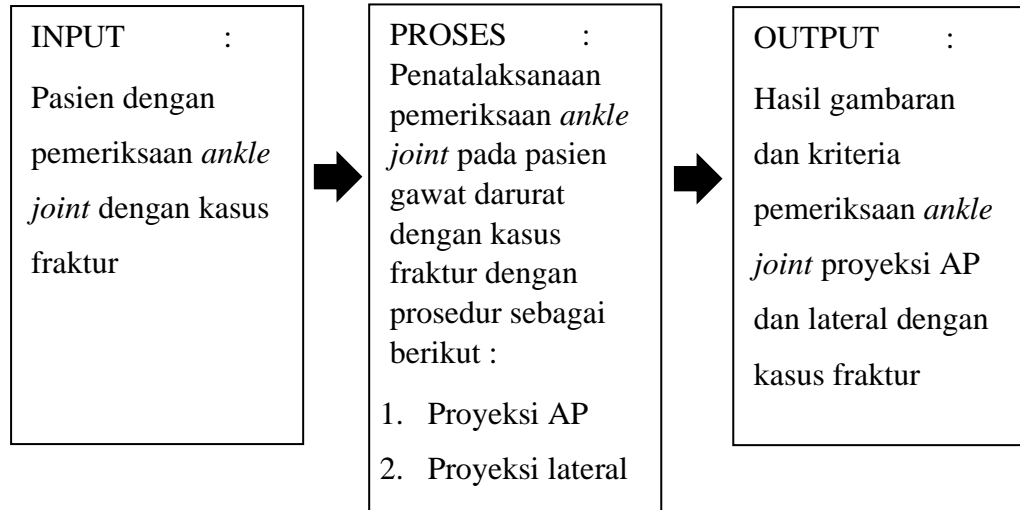 INPUT :
Pasien dengan
pemeriksaan ankle
joint dengan kasus
fraktur
PROSES :
Penatalaksanaan
pemeriksaan ankle
joint pada pasien
gawat darurat
dengan kasus
fraktur dengan
prosedur sebagai
berikut :
1. Proyeksi AP
2. Proyeksi lateral
OUTPUT :
Hasil gambaran
dan kriteria
pemeriksaan ankle
joint proyeksi AP
dan lateral dengan
kasus fraktur